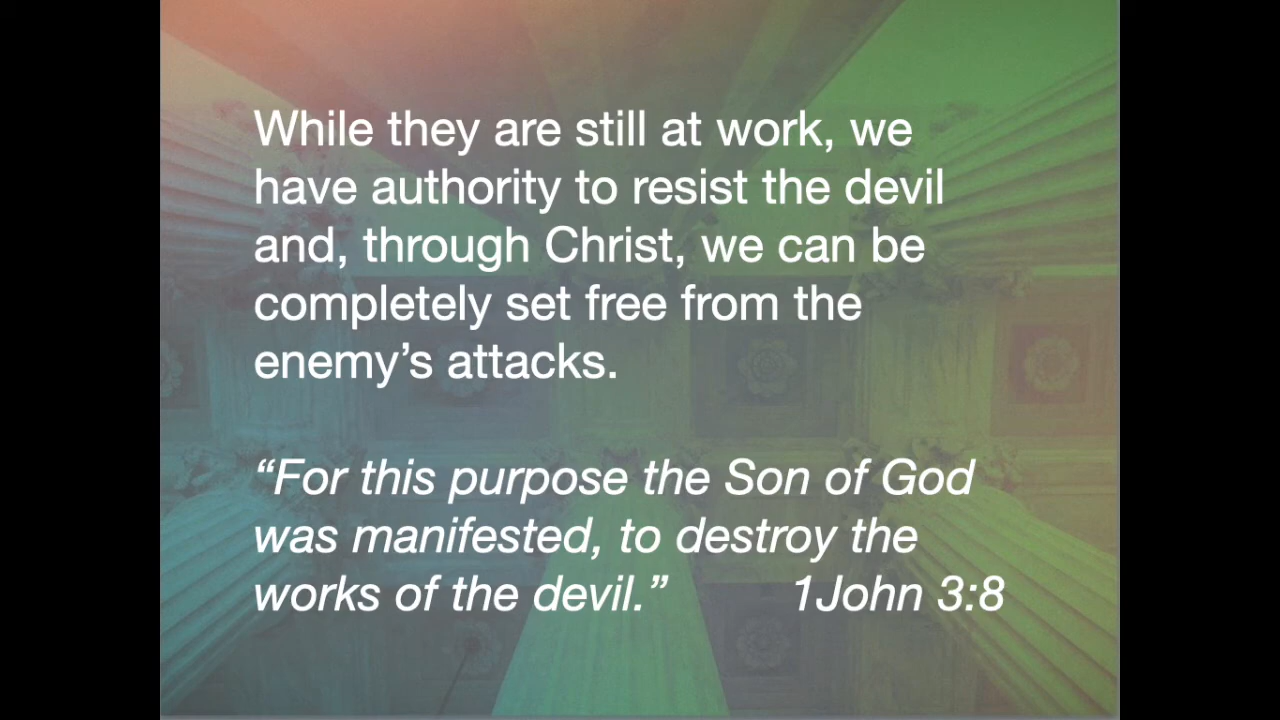 While they are still at work, we
have authority to resist the devil
and, through Christ, we can be
completely set free from the
enemy’s attacks.
“For this purpose the Son of God
was manifested, to destroy the
works of the devil.” 1John 3:8